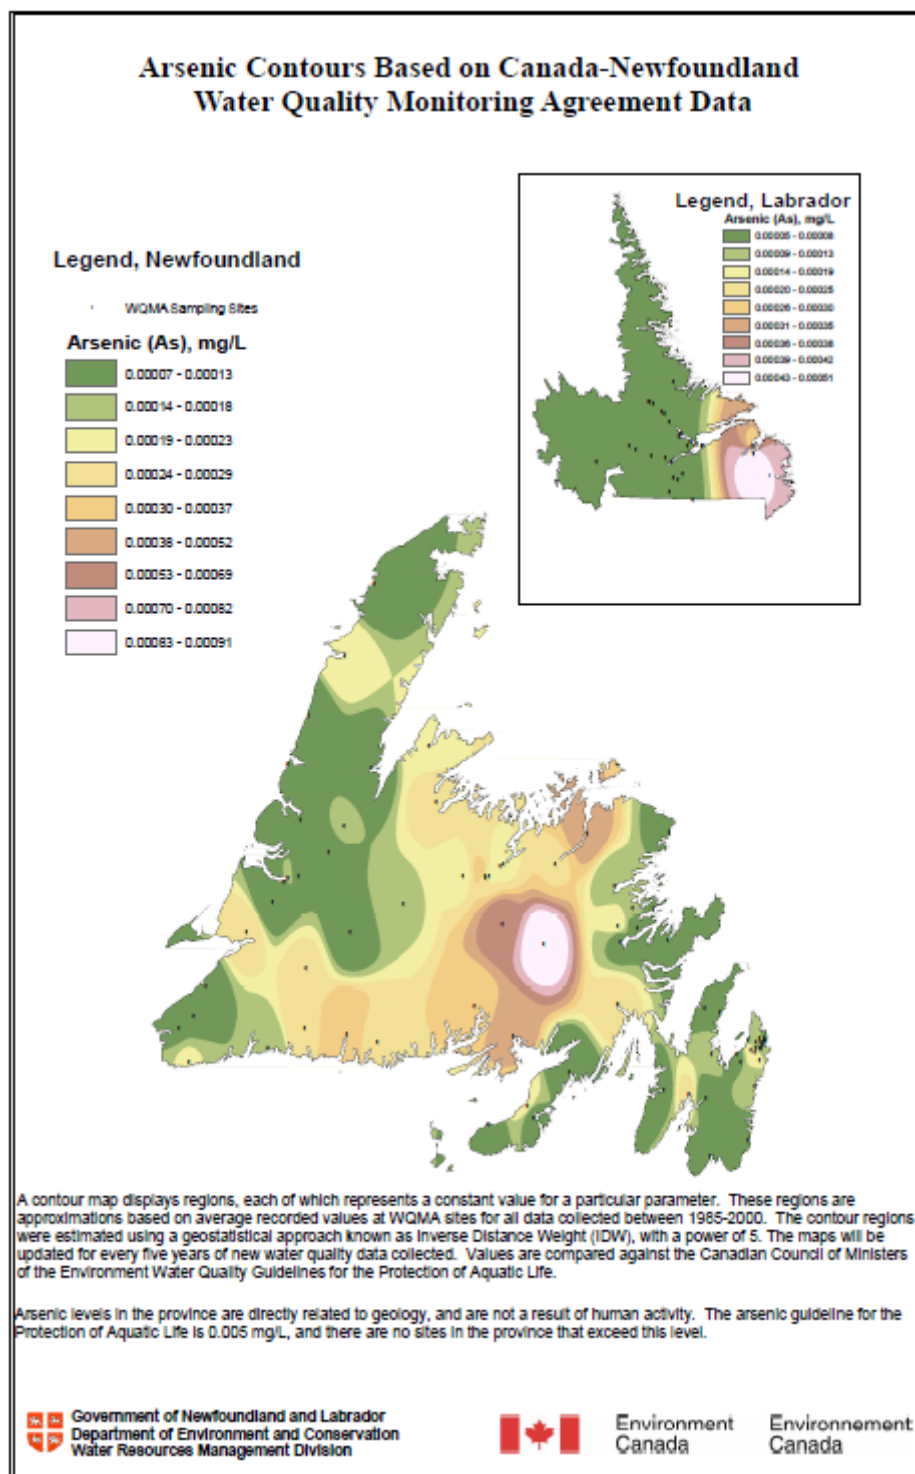 Arsenic Contours Based on Canada-Newfoundland
Water Quality Monitoring Agreement Data
Legend, Labrador
Arsenic (As), mg/L
0.00005 - 0.00008
0.00009 - 0.00013
0.00014 - 0.00019
0.00020 - 0.00025
0.00026 - 0.00030
0.00031 - 0.00035
0.00036 - 0.00038
0.00039 - 0.00042
0.00043 - 0.00051
Legend, Newfoundland
WQMA Sampling Sites
Arsenic (As), mg/L
0.00007 - 0.00013
0.00014 - 0.00018
0.00019 - 0.00023
0.00024 - 0.00029
0.00030 - 0.00037
0.00038 - 0.00052
0.00053 - 0.00069
0.00070 - 0.00082
0.00083 - 0.00091
A contour map displays regions, each of which represents a constant value for a particular parameter. These regions are
approximations based on average recorded values at WQMA sites for all data collected between 1985-2000. The contour regions
were estimated using a geostatistical approach known as Inverse Distance Weight (IDW), with a power of 5. The maps will be
updated for every five years of new water quality data collected. Values are compared against the Canadian Council of Ministers
of the Environment Water Quality Guidelines for the Protection of Aquatic Life.
Arsenic levels in the province are directly related to geology, and are not a result of human activity. The arsenic guideline for the
Protection of Aquatic Life is 0.005 mg/L, and there are no sites in the province that exceed this level.
Government of Newfoundland and Labrador
Department of Environment and Conservation
Water Resources Management Division
Environment
Canada
Environnement
Canada